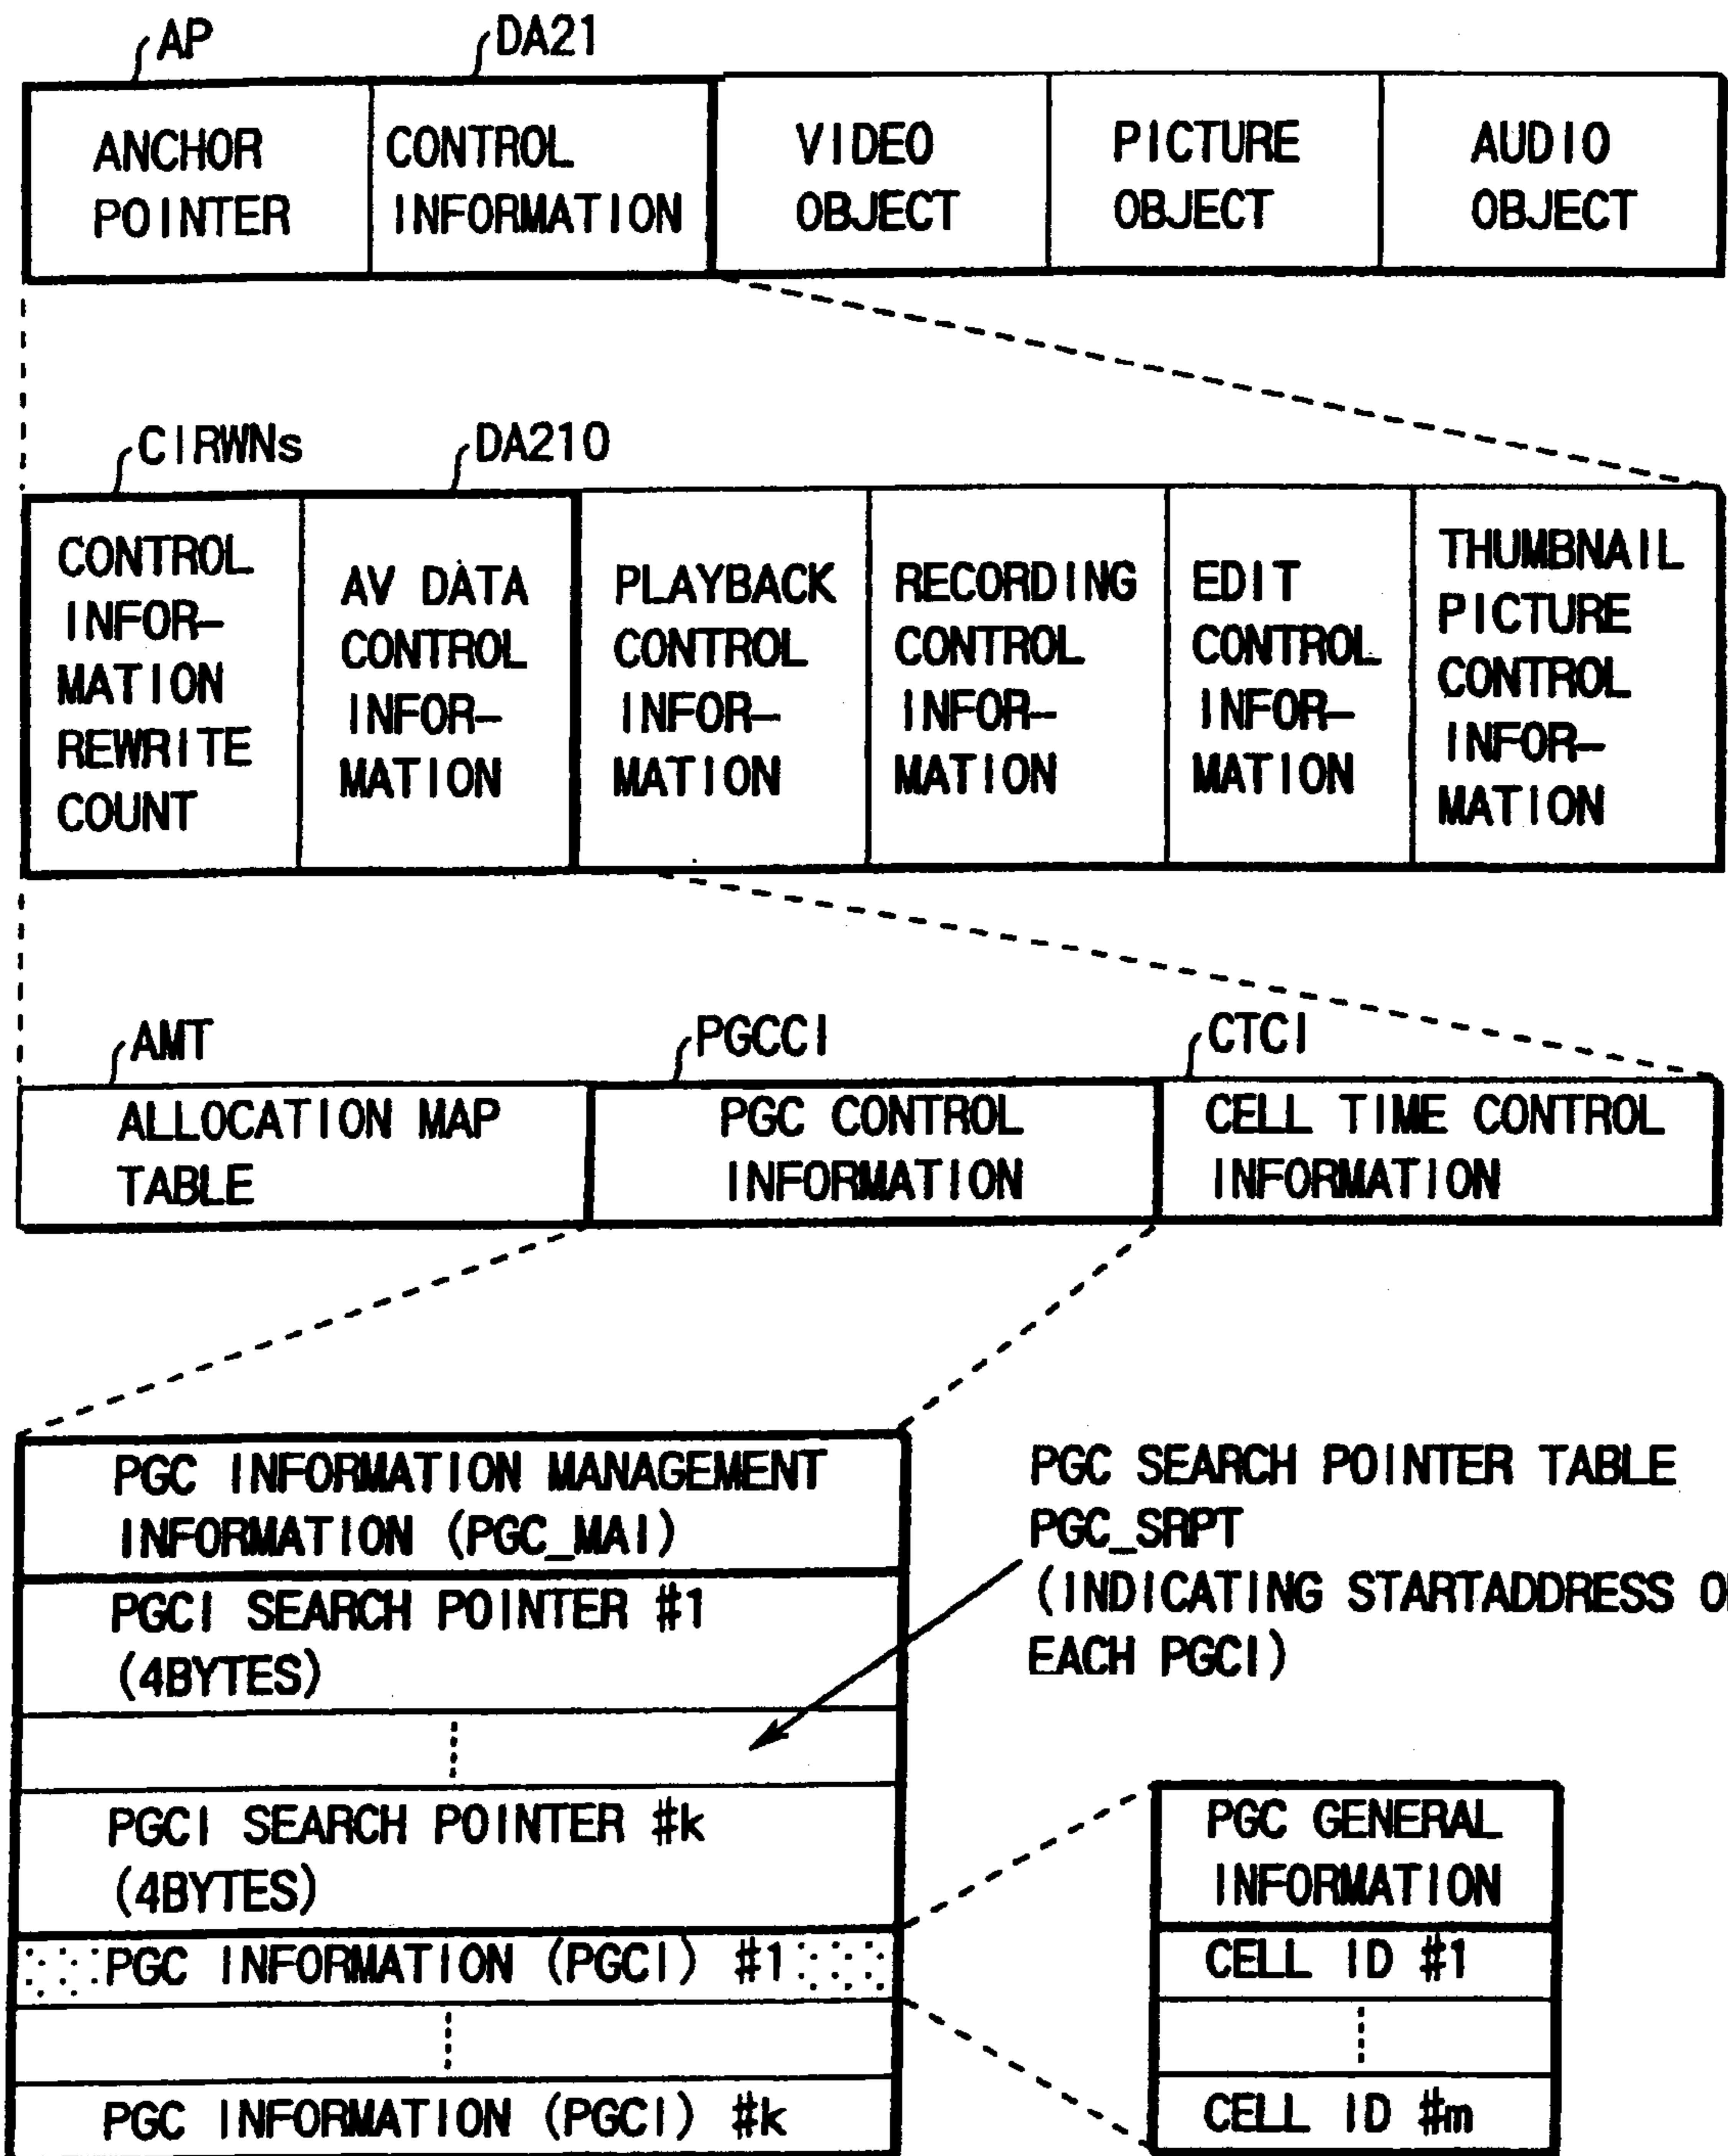 AP
DA21
ANCHOR
POINTER
CONTROL
INFORMATION
VIDEO
OBJECT
PICTURE
OBJECT
AUDIO
OBJECT
CIRWNs
DA210
CONTROL
INFOR-
MATION
REWRITE
COUNT
AV DATA
CONTROL
INFOR-
MATION
PLAYBACK
CONTROL
INFOR-
MATION
RECORDING
CONTROL
INFOR-
MATION
EDIT
CONTROL
INFOR-
MATION
THUMBNAIL
PICTURE
CONTROL
INFOR-
MATION
AMT
PGCCI
CTCI
ALLOCATION MAP
TABLE
PGC CONTROL
INFORMATION
CELL TIME CONTROL
INFORMATION
PGC INFORMATION MANAGEMENT
INFORMATION (PGC_MAI)
PGCI SEARCH POINTER #1
(4BYTES)
PGCI SEARCH POINTER #k
(4BYTES)
PGC INFORMATION (PGCI) #1
PGC INFORMATION (PGCI) #k
PGC SEARCH POINTER TABLE
PGC_SRPT
(INDICATING STARTADDRESS
EACH PGCI)
PGC GENERAL
INFORMATION
CELL ID #1
CELL ID #m